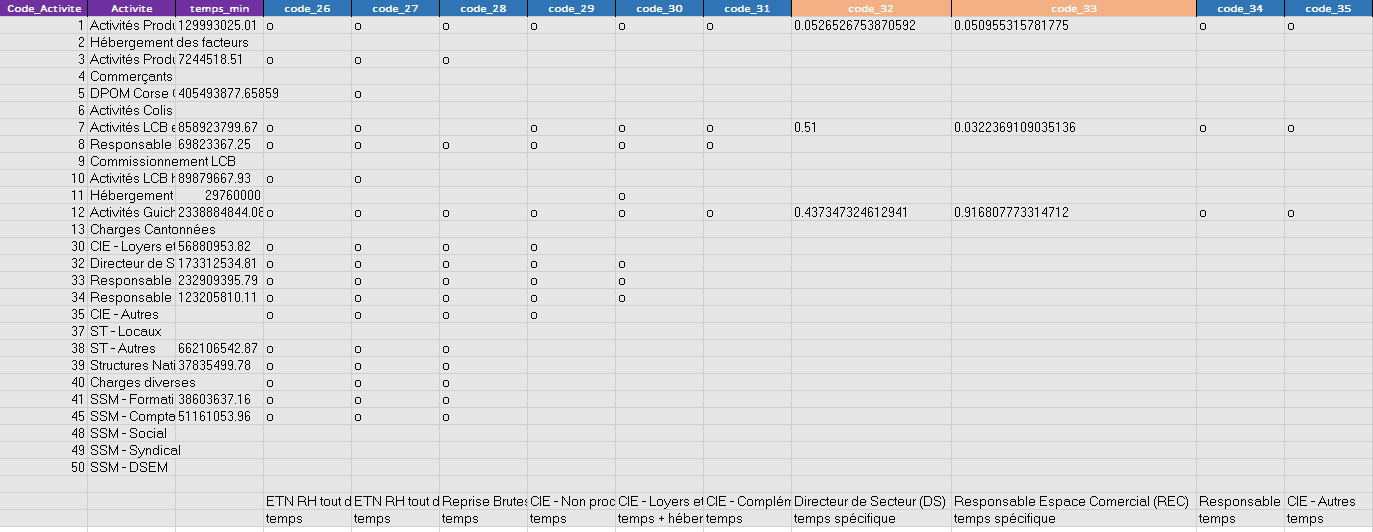 Code_Activite Activite temps_min code_26 code_27 code_28 code_29 code_30 code_31 code_32 code_33 code_34 code_35
1 Activités Produ 129993025.01 o o o o o o 0.0526526753870592 0.050955315781775 o o
2 Hébergement des facteurs
3 Activités Produ 7244518.51 o o o
4 Commerçants
5 DPOM Corse 405493877.65859 o
6 Activités Colis
7 Activités LCB e 858923799.67 o o o o o 0.51 0.0322369109035136 o o
8 Responsable 69823367.25 o o o o o o
9 Commissionnement LCB
10 Activités LCB 89879667.93 o o
11 Hébergement 29760000 o
12 Activités Guich 2338884844.08 o o o o o o 0.437347324612941 0.916807773314712 o o
13 Charges Cantonnées
30 CIE - Loyers et 56880953.82 o o o o
32 Directeur de S 173312534.81 o o o o o
33 Responsable 232909395.79 o o o o o
34 Responsable 123205810.11 o o o o o
35 CIE - Autres o o o o
37 ST - Locaux
38 ST - Autres 662106542.87 o o o
39 Structures Nati 37835499.78 o o o
40 Charges diverses o o o
41 SSM - Formati 38603637.16 o o o
45 SSM - Compta 51161053.96 o o o
48 SSM - Social
49 SSM - Syndical
50 SSM - DSEM
ETN RH tout d ETN RH tout d Reprise Brutes CIE - Non proc CIE - Loyers et CIE - Complém Directeur de Secteur (DS) Responsable Espace Comercial (REC) Responsable CIE - Autres
temps temps temps temps temps + héber temps temps spécifique temps spécifique temps temps